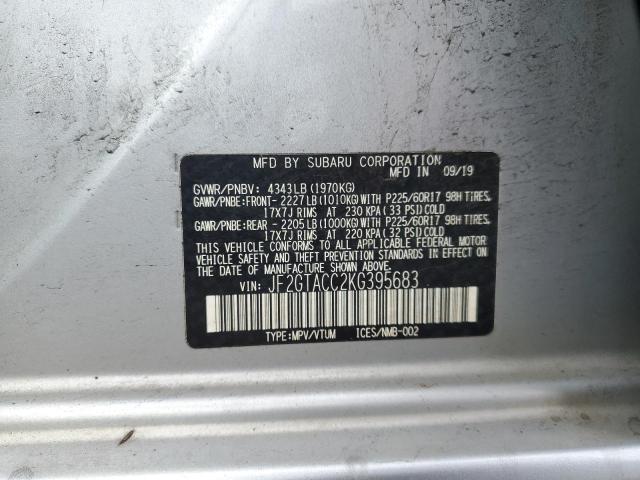 MFD BY SUBARU CORPORATION
MFD IN 09/19
GVWR/PNBV: 4343LB (1970KG)
GAWR/PNBE:FRONT-2227LB(1010KG)WITH P225/60R17 98H TIRES,
17X7J RIMS AT 230 KPA (33 PSI)COLD
GAWR/PNBE:REAR -2205LB(1000KG)WITH P225/60R17 98H TIRES,
17X7J RIMS AT 220 KPA (32 PSI)COLD
THIS VEHICLE CONFORMS TO ALL APPLICABLE FEDERAL MOTOR
VEHICLE SAFETY AND THEFT PREVENTION STANDARDS IN EFFECT ON
THE DATE OF MANUFACTURE SHOWN ABOVE.
VIN: JF2GTACC2KG395683
TYPE:MPV/VTUM ICES/NMB-002